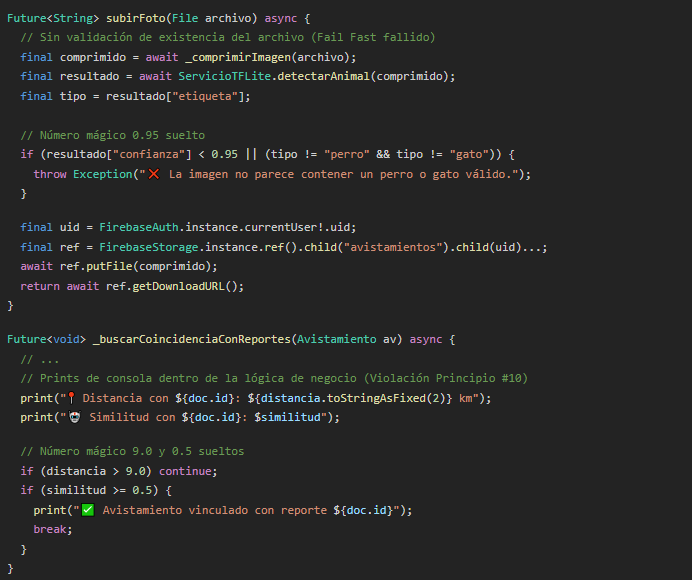 Future<String> subirFoto(File archivo) async {
// Sin validación de existencia del archivo (Fail Fast fallido)
final comprimido = await _comprimirImagen(archivo);
final resultado = await ServicioTFLite.detectarAnimal(comprimido);
final tipo = resultado["etiqueta"];
// Número mágico 0.95 suelto
if (resultado["confianza"] < 0.95 || (tipo != "perro" && tipo != "gato")) {
throw Exception("❌ La imagen no parece contener un perro o gato válido.");
}
final uid = FirebaseAuth.instance.currentUser!.uid;
final ref = FirebaseStorage.instance.ref().child("avistamientos").child(uid)...;
await ref.putFile(comprimido);
return await ref.getDownloadURL();
}
Future<void> _buscarCoincidenciaConReportes(Avistamiento av) async {
// ...
// Prints de consola dentro de la lógica de negocio (Violación Principio #10)
print("📍 Distancia con ${doc.id}: ${distancia.toStringAsFixed(2)} km");
print("🤖 Similitud con ${doc.id}: $similitud");
// Número mágico 9.0 y 0.5 sueltos
if (distancia > 9.0) continue;
if (similitud >= 0.5) {
print("✅ Avistamiento vinculado con reporte ${doc.id}");
break;
}
}